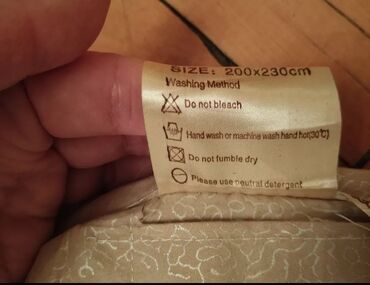 SIZE: 200x230cm
Washing Method
Do not bleach
Hand wash or machine wash hand hot(30℃)
Do not fumble dry
Please use neutral detergent